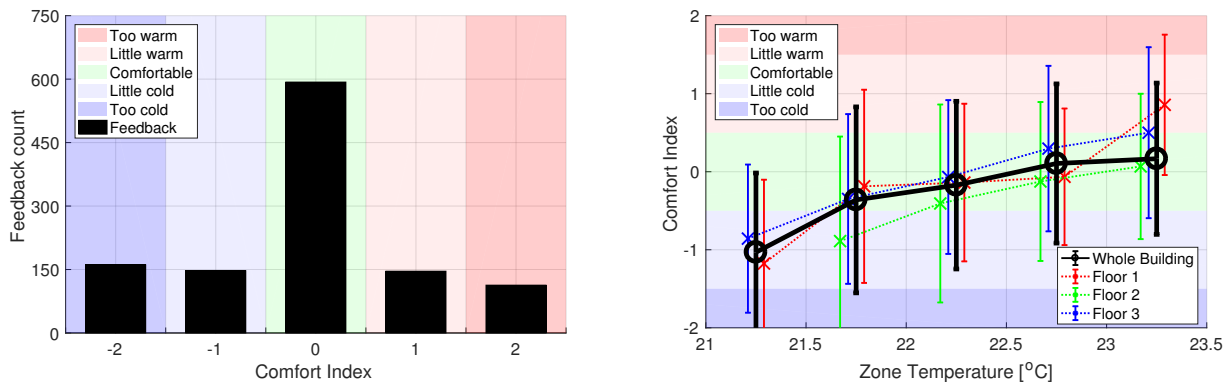 750
600
450
300
150
0
Feedback count
Too warm
Little warm
Comfortable
Little cold
Too cold
Feedback
-2 -1 0 1 2
Comfort Index
2
1
0
-1
-2
Comfort Index
Too warm
Little warm
Comfortable
Little cold
Too cold
Whole Building
Floor 1
Floor 2
Floor 3
21 21.5 22 22.5 23 23.5
Zone Temperature [°C]